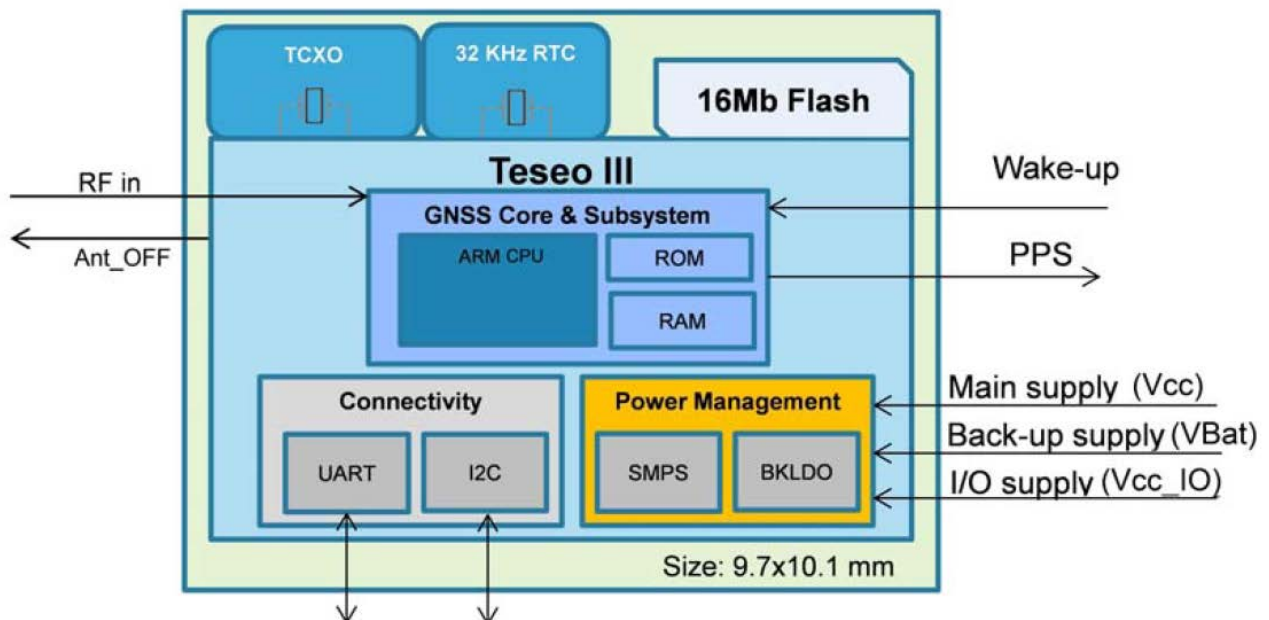 TCXO
32 KHz RTC
16Mb Flash
Teseo III
RF in
Wake-up
GNSS Core & Subsystem
Ant_OFF
ARM CPU
ROM
PPS
RAM
Connectivity
Power Management
Main supply (Vcc)
Back-up supply (VBat)
UART
I2C
SMPS
BKLDO
I/O supply (Vcc_IO)
Size: 9.7x10.1 mm